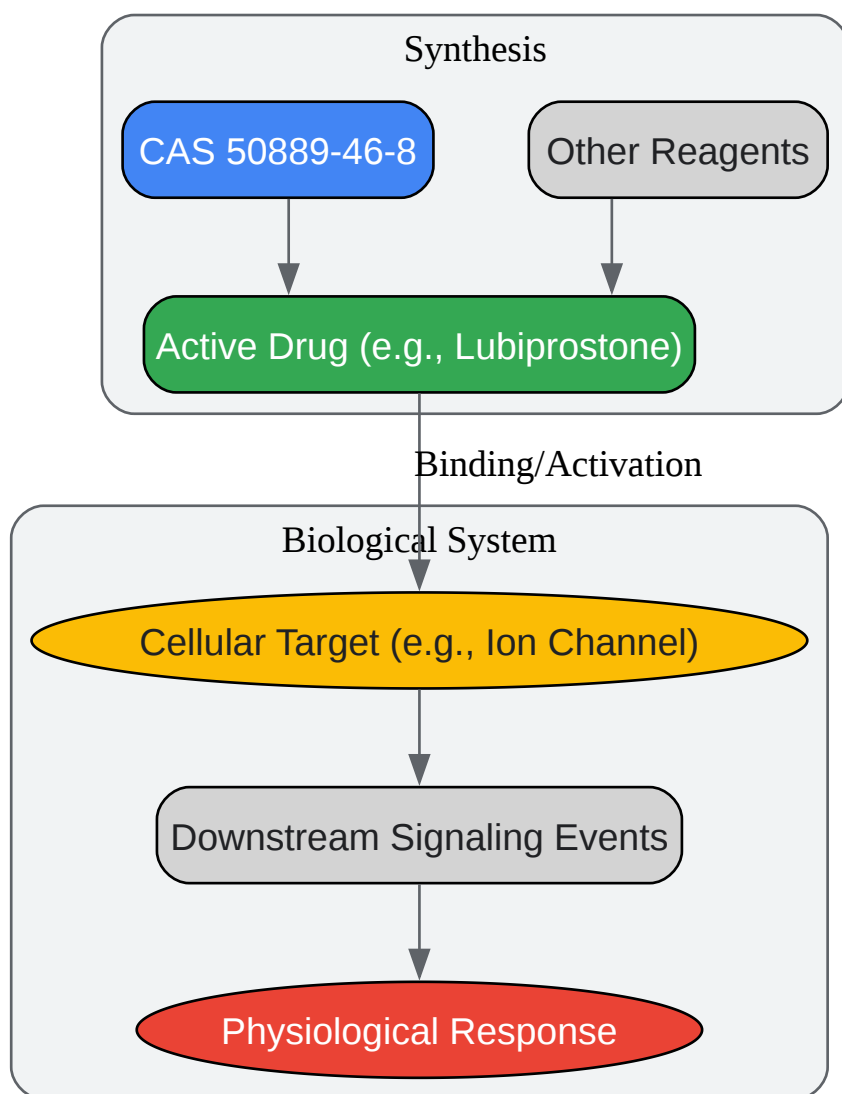 Synthesis
CAS 50889-46-8
Other Reagents
Active Drug (e.g., Lubiprostone)
Binding/Activation
Biological System
Cellular Target (e.g., Ion Channel)
Downstream Signaling Events
Physiological Response